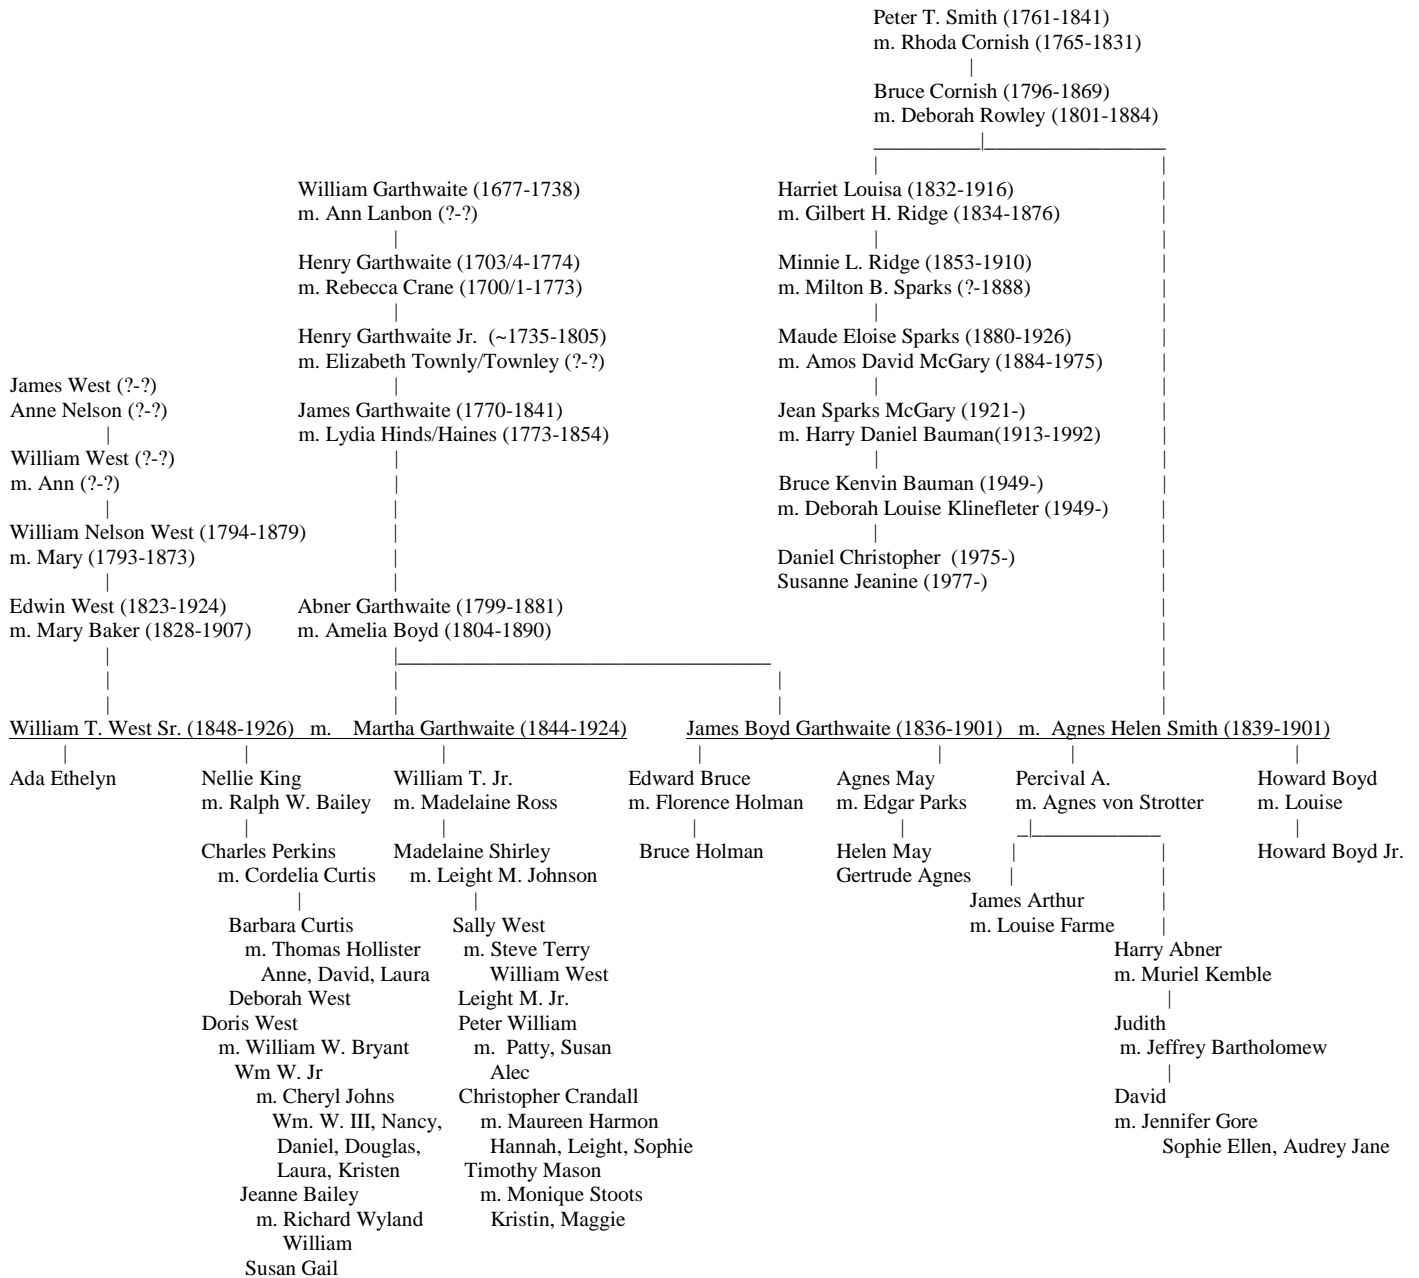 Peter T. Smith (1761-1841)
m. Rhoda Cornish (1765-1831)
Bruce Cornish (1796-1869)
m. Deborah Rowley (1801-1884)
William Garthwaite (1677-1738)
m. Ann Lanbon (?-?)
Henry Garthwaite (1703/4-1774)
m. Rebecca Crane (1700/1-1773)
Henry Garthwaite Jr. (~1735-1805)
m. Elizabeth Townly/Townley (?-?)
James Garthwaite (1770-1841)
m. Lydia Hinds/Haines (1773-1854)
Abner Garthwaite (1799-1881)
m. Amelia Boyd (1804-1890)
Harriet Louisa (1832-1916)
m. Gilbert H. Ridge (1834-1876)
Minnie L. Ridge (1853-1910)
m. Milton B. Sparks (?-1888)
Maude Eloise Sparks (1880-1926)
m. Amos David McGary (1884-1975)
Jean Sparks McGary (1921-)
m. Harry Daniel Bauman(1913-1992)
Bruce Kenvin Bauman (1949-)
m. Deborah Louise Klinefleter (1949-)
Daniel Christopher (1975-)
Susanne Jeanine (1977-)
James West (?-?)
Anne Nelson (?-?)
William West (?-?)
m. Ann (?-?)
William Nelson West (1794-1879)
m. Mary (1793-1873)
Edwin West (1823-1924)
m. Mary Baker (1828-1907)
William T. West Sr. (1848-1926) m. Martha Garthwaite (1844-1924)
James Boyd Garthwaite (1836-1901) m. Agnes Helen Smith (1839-1901)
Ada Ethelyn
Nellie King
m. Ralph W. Bailey
Charles Perkins
m. Cordelia Curtis
Barbara Curtis
m. Thomas Hollister
Anne, David, Laura
Deborah West
Doris West
m. William W. Bryant
Wm W. Jr
m. Cheryl Johns
Wm. W. III, Nancy,
Daniel, Douglas,
Laura, Kristen
Jeanne Bailey
m. Richard Wyland
William
Susan Gail
William T. Jr.
m. Madelaine Ross
Madelaine Shirley
m. Leight M. Johnson
Sally West
m. Steve Terry
William West
Leight M. Jr.
Peter William
m. Patty, Susan
Alec
Christopher Crandall
m. Maureen Harmon
Hannah, Leight, Sophie
Timothy Mason
m. Monique Stoots
Kristin, Maggie
Edward Bruce
m. Florence Holman
Bruce Holman
Agnes May
m. Edgar Parks
Helen May
Gertrude Agnes
Percival A.
m. Agnes von Strotter
James Arthur
m. Louise Farme
Harry Abner
m. Muriel Kemble
Judith
m. Jeffrey Bartholomew
David
m. Jennifer Gore
Sophie Ellen, Audrey Jane
Howard Boyd
m. Louise
Howard Boyd Jr.